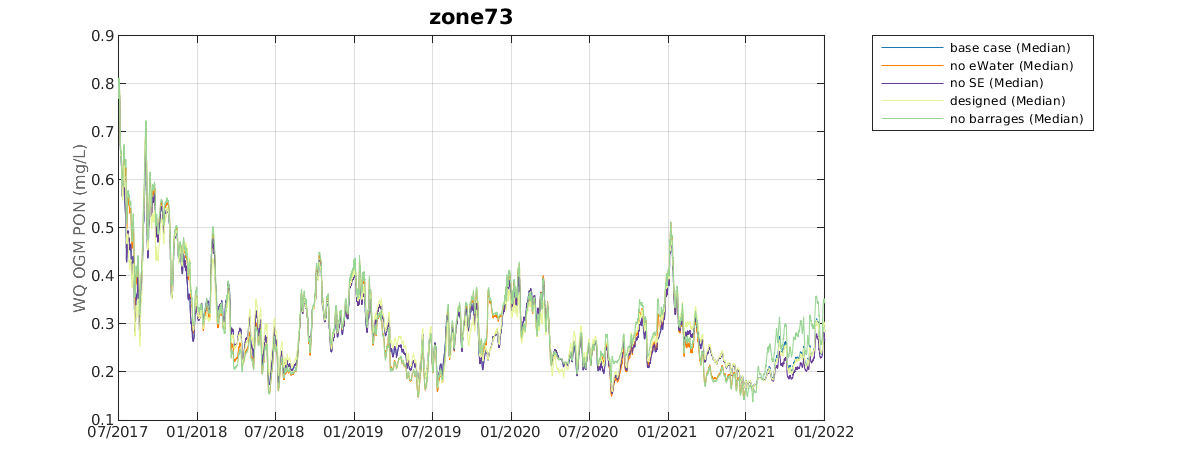 zone73
0.9
0.8
0.7
0.6
0.5
0.4
0.3
0.2
0.1
WQ OGM PON (mg/L)
07/2017 01/2018 07/2018 01/2019 07/2019 01/2020 07/2020 01/2021 07/2021 01/2022
base case (Median)
no eWater (Median)
no SE (Median)
designed (Median)
no barrages (Median)